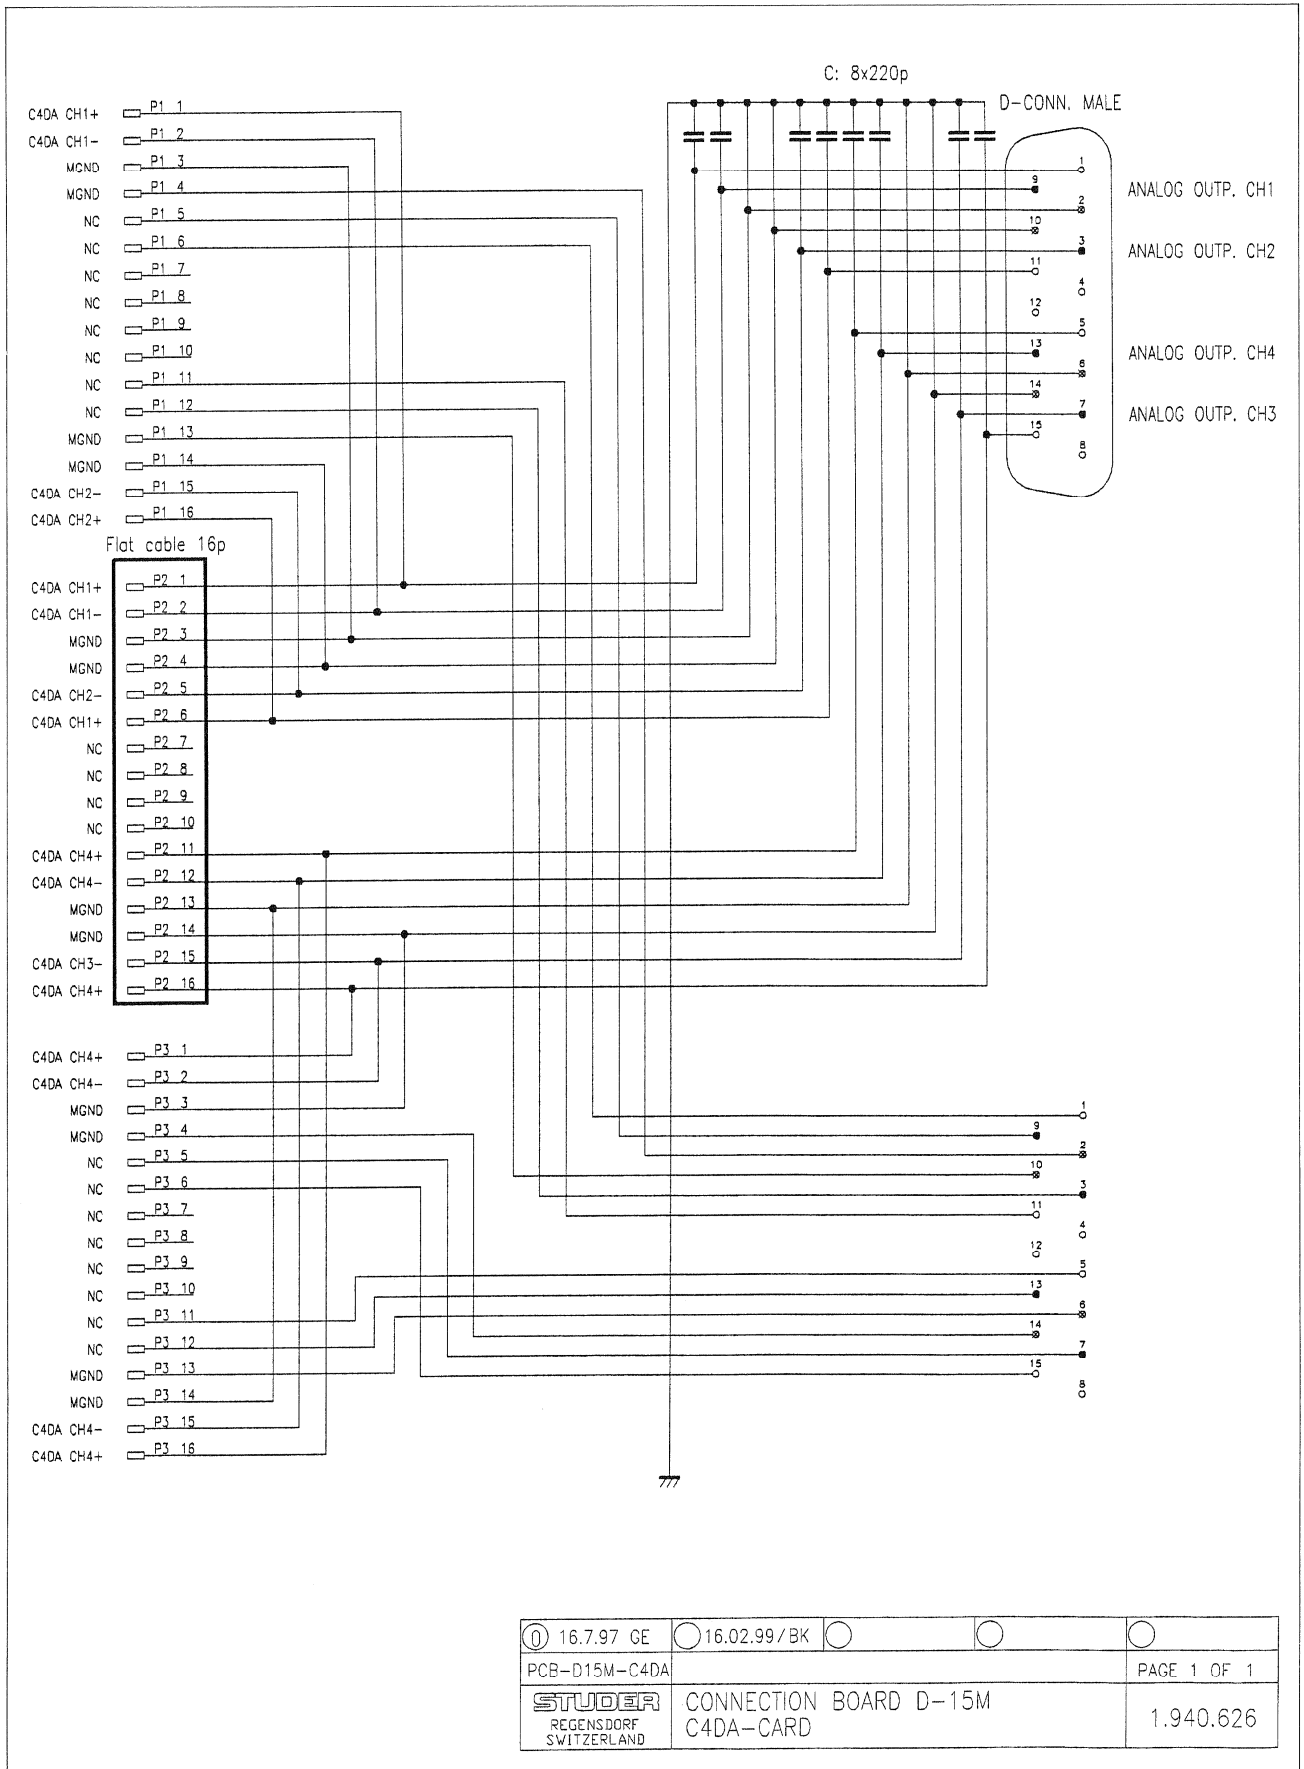 C: 8x220p
D-CONN. MALE
C4DA CH1+ P1 1
C4DA CH1- P1 2
MGND P1 3
MGND P1 4
NC P1 5
NC P1 6
NC P1 7
NC P1 8
NC P1 9
NC P1 10
NC P1 11
NC P1 12
MGND P1 13
MGND P1 14
C4DA CH2- P1 15
C4DA CH2+ P1 16
1
9 ANALOG OUTP. CH1
2
10
3 ANALOG OUTP. CH2
11
4
12
5
13 ANALOG OUTP. CH4
6
14
7 ANALOG OUTP. CH3
15
8
Flat cable 16p
C4DA CH1+ P2 1
C4DA CH1- P2 2
MGND P2 3
MGND P2 4
C4DA CH2- P2 5
C4DA CH1+ P2 6
NC P2 7
NC P2 8
NC P2 9
NC P2 10
C4DA CH4+ P2 11
C4DA CH4- P2 12
MGND P2 13
MGND P2 14
C4DA CH3- P2 15
C4DA CH4+ P2 16
C4DA CH4+ P3 1
C4DA CH4- P3 2
MGND P3 3
MGND P3 4
NC P3 5
NC P3 6
NC P3 7
NC P3 8
NC P3 9
NC P3 10
NC P3 11
NC P3 12
MGND P3 13
MGND P3 14
C4DA CH4- P3 15
C4DA CH4+ P3 16
1
9
2
10
3
11
4
12
5
13
6
14
7
15
8
0 16.7.97 GE 16.02.99/BK
PCB-D15M-C4DA PAGE 1 OF 1
STUDER
REGENSDORF
SWITZERLAND
CONNECTION BOARD D-15M
C4DA-CARD
1.940.626